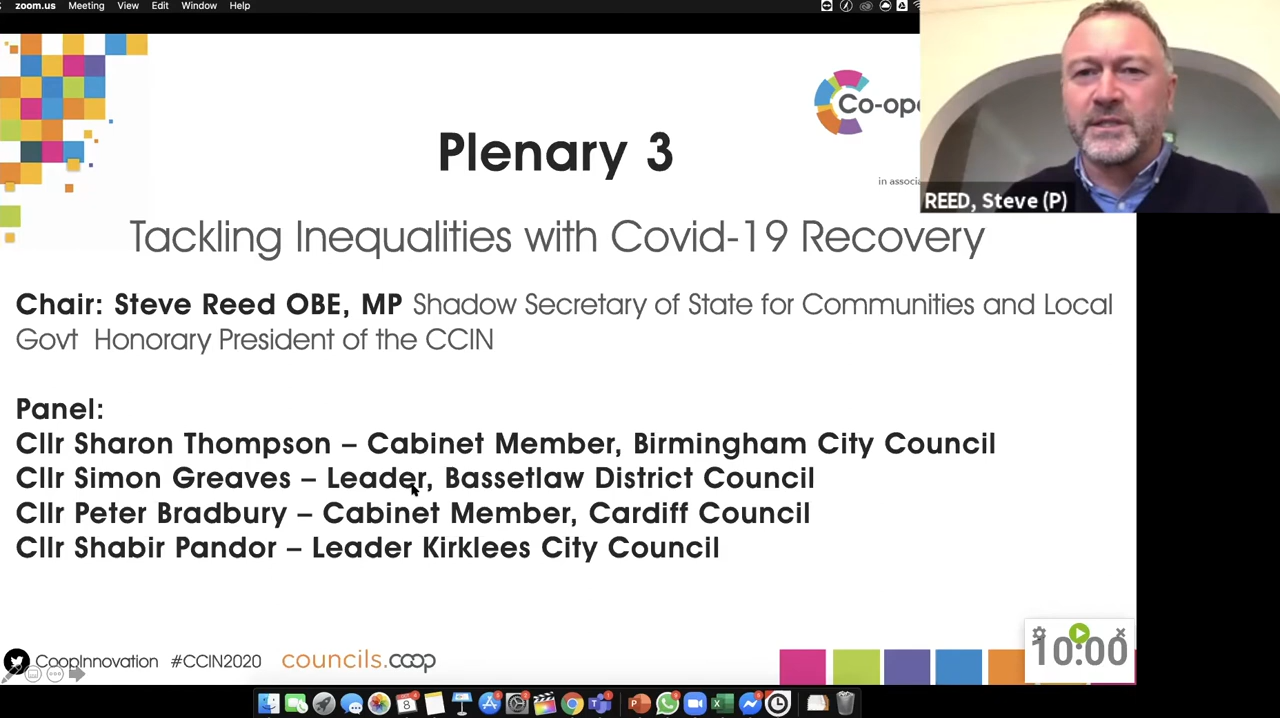 zoom.us Meeting View Edit Window Help
Co-ope
Plenary 3
in associa
REED, Steve (P)
Tackling Inequalities with Covid-19 Recovery
Chair: Steve Reed OBE, MP Shadow Secretary of State for Communities and Local
Govt Honorary President of the CCIN
Panel:
Cllr Sharon Thompson – Cabinet Member, Birmingham City Council
Cllr Simon Greaves – Leader, Bassetlaw District Council
Cllr Peter Bradbury – Cabinet Member, Cardiff Council
Cllr Shabir Pandor – Leader Kirklees City Council
10:00
CoopInnovation #CCIN2020 councils.coop
8